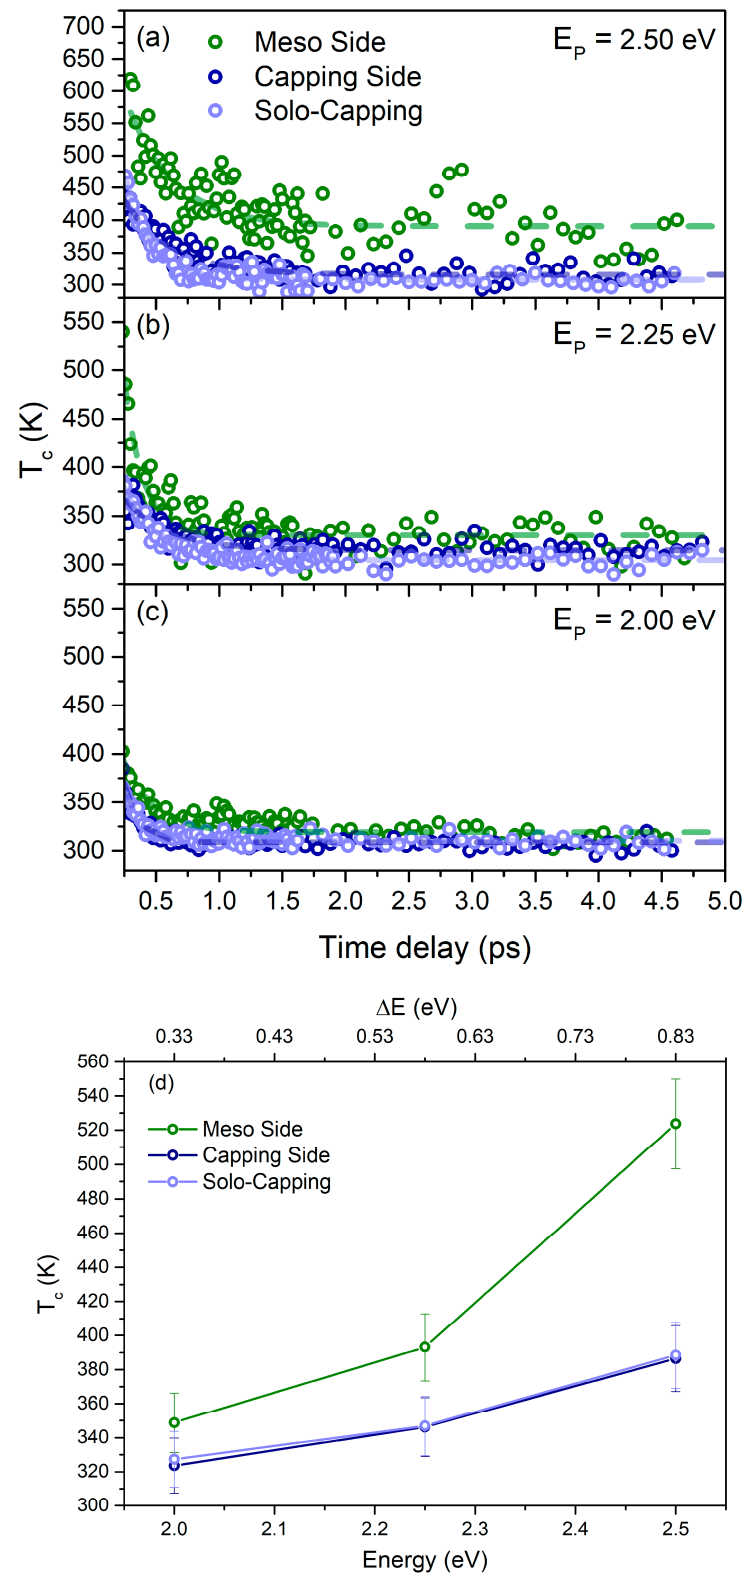 (a)
Meso Side
Capping Side
Solo-Capping
E_P = 2.50 eV
700
650
600
550
500
450
400
350
300
(b)
E_P = 2.25 eV
550
500
450
400
350
300
T_c (K)
(c)
E_P = 2.00 eV
550
500
450
400
350
300
0.5 1.0 1.5 2.0 2.5 3.0 3.5 4.0 4.5 5.0
Time delay (ps)
ΔE (eV)
0.33 0.43 0.53 0.63 0.73 0.83
(d)
Meso Side
Capping Side
Solo-Capping
560
540
520
500
480
460
440
420
400
380
360
340
320
300
T_c (K)
2.0 2.1 2.2 2.3 2.4 2.5
Energy (eV)